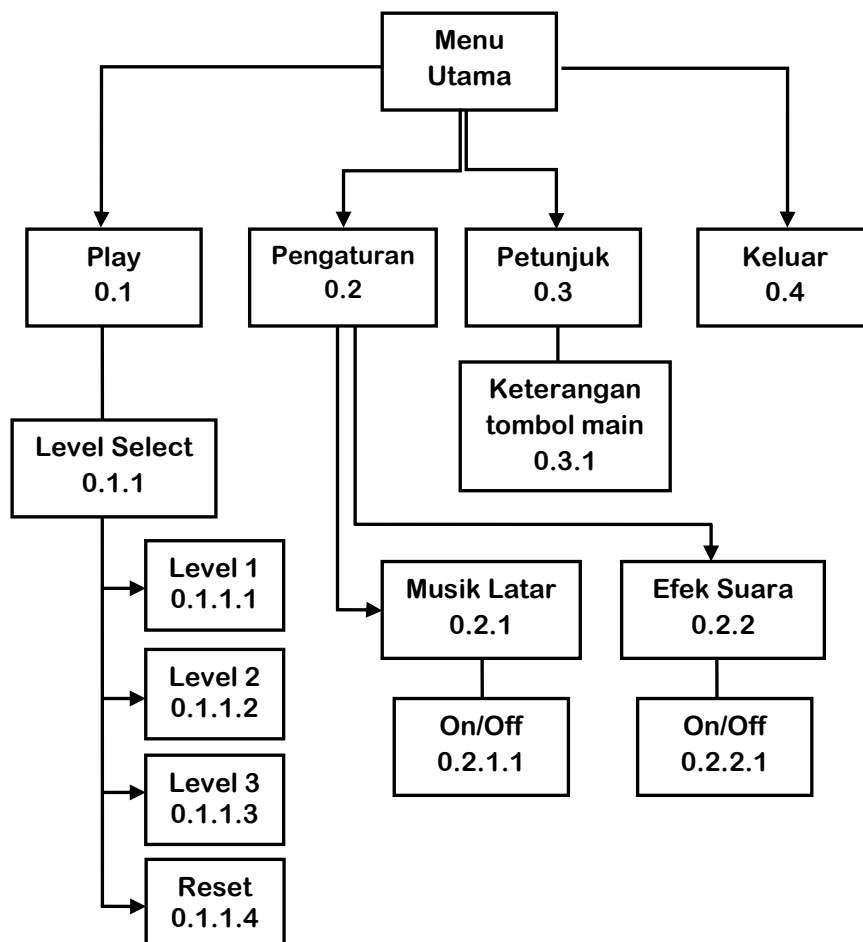 Menu
Utama
Play
0.1
Pengaturan
0.2
Petunjuk
0.3
Keluar
0.4
Level Select
0.1.1
Keterangan
tombol main
0.3.1
Level 1
0.1.1.1
Musik Latar
0.2.1
Efek Suara
0.2.2
Level 2
0.1.1.2
On/Off
0.2.1.1
On/Off
0.2.2.1
Level 3
0.1.1.3
Reset
0.1.1.4